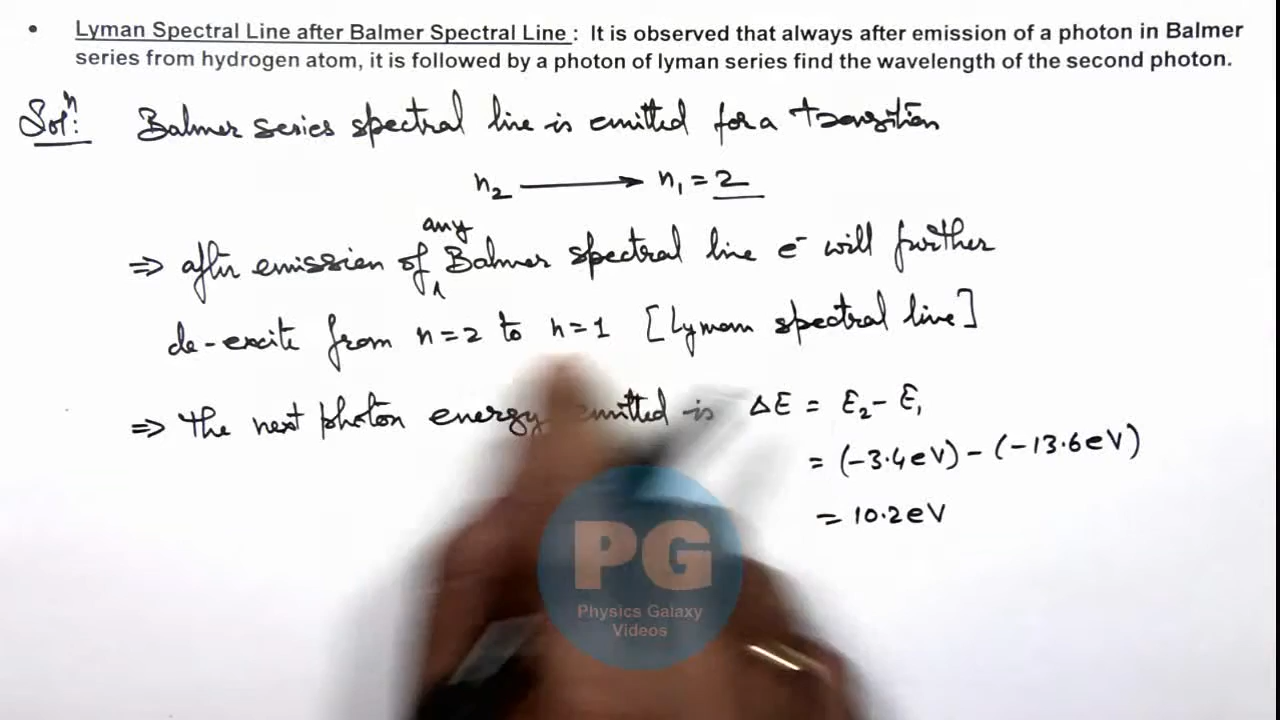 • Lyman Spectral Line after Balmer Spectral Line : It is observed that always after emission of a photon in Balmer
series from hydrogen atom, it is followed by a photon of lyman series find the wavelength of the second photon.
Solⁿ: Balmer series spectral line is emitted for a transition
n₂ ⟶ n₁ = 2
any
⇒ after emission of ∧ Balmer spectral line e⁻ will further
de-excite from n=2 to n=1 [Lyman spectral line]
⇒ The next photon energy emitted is ΔE = E₂ - E₁
= (-3.4eV) - (-13.6eV)
= 10.2eV
PG
Physics Galaxy
Videos